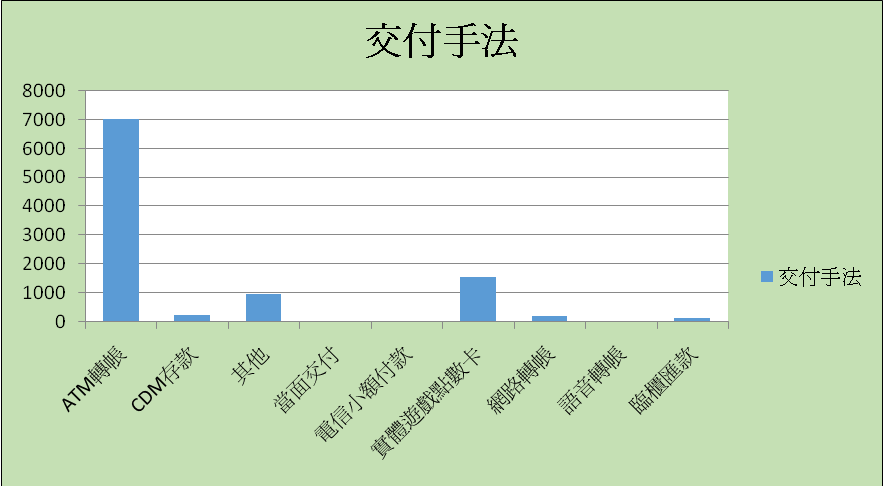 交付手法
8000
7000
6000
5000
4000
3000
2000
1000
0
ATM轉帳
CDM存款
其他
當面交付
電信小額付款
實體遊戲點數卡
網路轉帳
語音轉帳
臨櫃匯款
交付手法